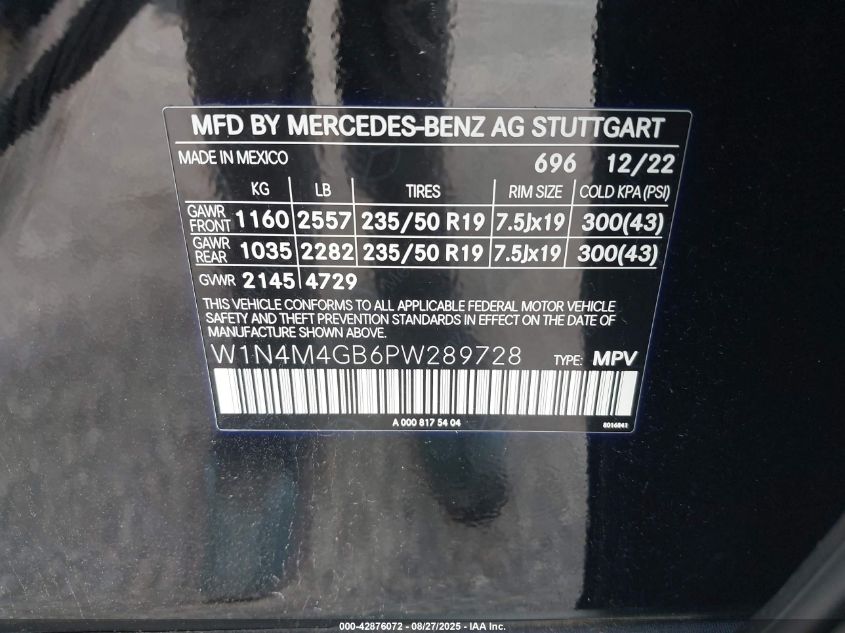 MFD BY MERCEDES-BENZ AG STUTTGART
MADE IN MEXICO 696 12/22
KG LB TIRES RIM SIZE COLD KPA (PSI)
GAWR FRONT 1160 2557 235/50 R19 7.5Jx19 300(43)
GAWR REAR 1035 2282 235/50 R19 7.5Jx19 300(43)
GVWR 2145 4729
THIS VEHICLE CONFORMS TO ALL APPLICABLE FEDERAL MOTOR VEHICLE
SAFETY AND THEFT PREVENTION STANDARDS IN EFFECT ON THE DATE OF
MANUFACTURE SHOWN ABOVE.
W1N4M4GB6PW289728 TYPE: MPV
A 000 817 54 04 8016841
000-42876072 - 08/27/2025 - IAA Inc.